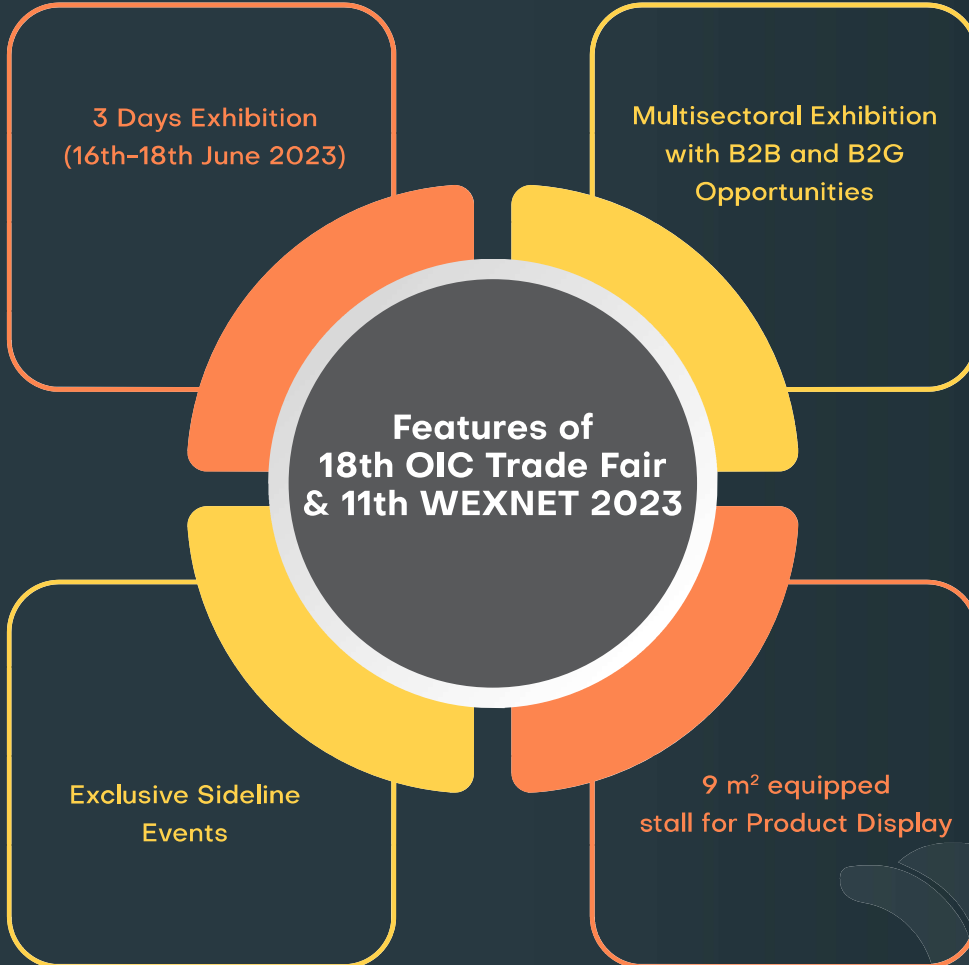 3 Days Exhibition
(16th–18th June 2023)
Multisectoral Exhibition
with B2B and B2G
Opportunities
Features of
18th OIC Trade Fair
& 11th WEXNET 2023
Exclusive Sideline
Events
9 m² equipped
stall for Product Display